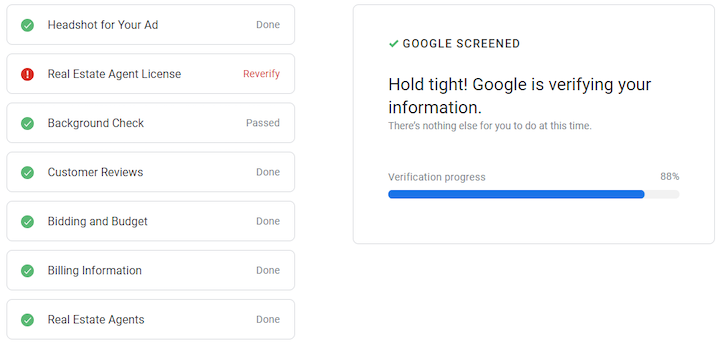 Headshot for Your Ad Done
Real Estate Agent License Reverify
Background Check Passed
Customer Reviews Done
Bidding and Budget Done
Billing Information Done
Real Estate Agents Done
GOOGLE SCREENED
Hold tight! Google is verifying your
information.
There's nothing else for you to do at this time.
Verification progress 88%